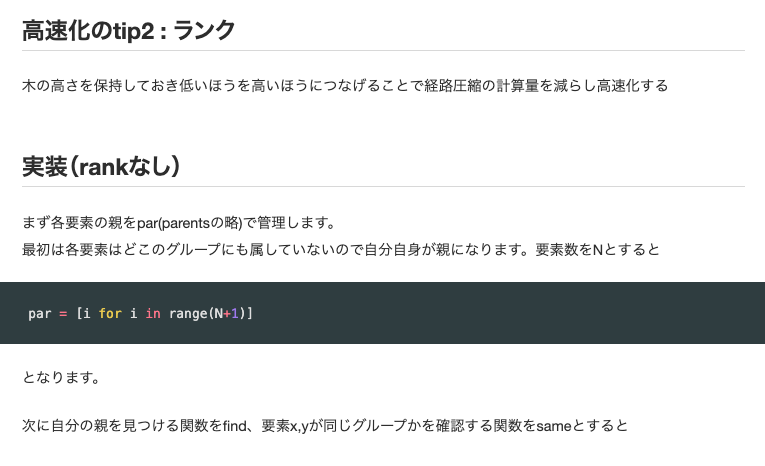 高速化のtip2 : ランク
木の高さを保持しておき低いほうを高いほうにつなげることで経路圧縮の計算量を減らし高速化する
実装（rankなし）
まず各要素の親をpar(parentsの略)で管理します。
最初は各要素はどこのグループにも属していないので自分自身が親になります。要素数をNとすると
par = [i for i in range(N+1)]
となります。
次に自分の親を見つける関数をfind、要素x,yが同じグループかを確認する関数をsameとすると